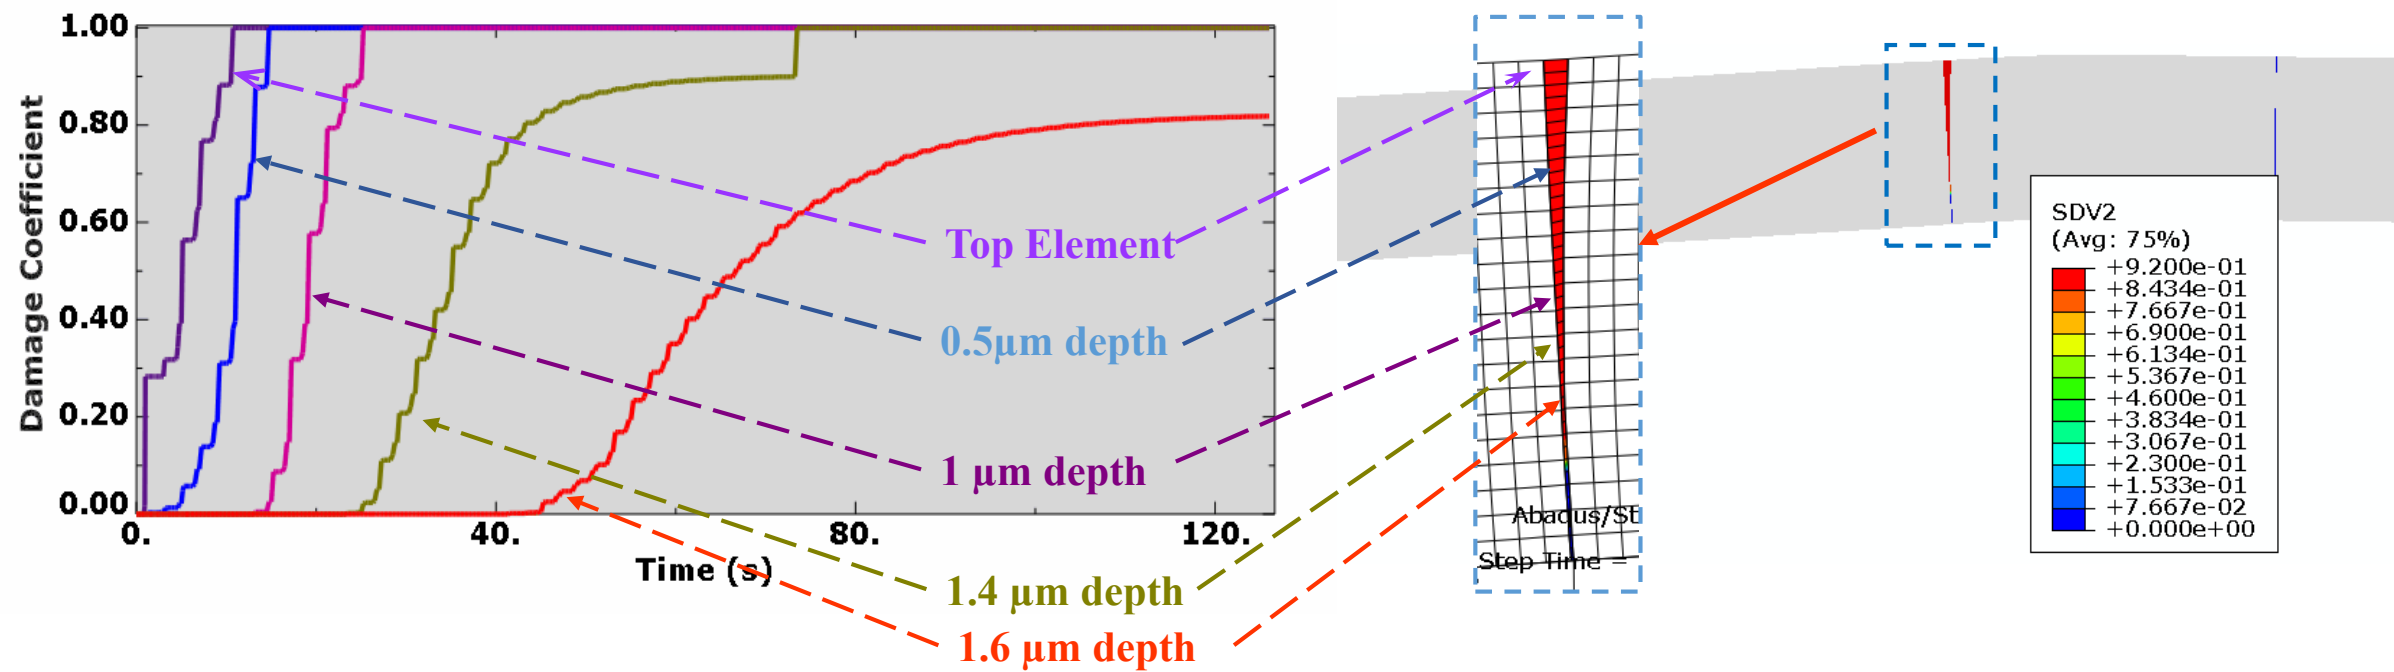 1.00
0.80
0.60
0.40
0.20
0.00
Damage Coefficient
0.
40.
80.
120.
Time (s)
Top Element
0.5μm depth
1 μm depth
1.4 μm depth
1.6 μm depth
Abaqus/St
Step Time =
SDV2
(Avg: 75%)
+9.200e-01
+8.434e-01
+7.667e-01
+6.900e-01
+6.134e-01
+5.367e-01
+4.600e-01
+3.834e-01
+3.067e-01
+2.300e-01
+1.533e-01
+7.667e-02
+0.000e+00